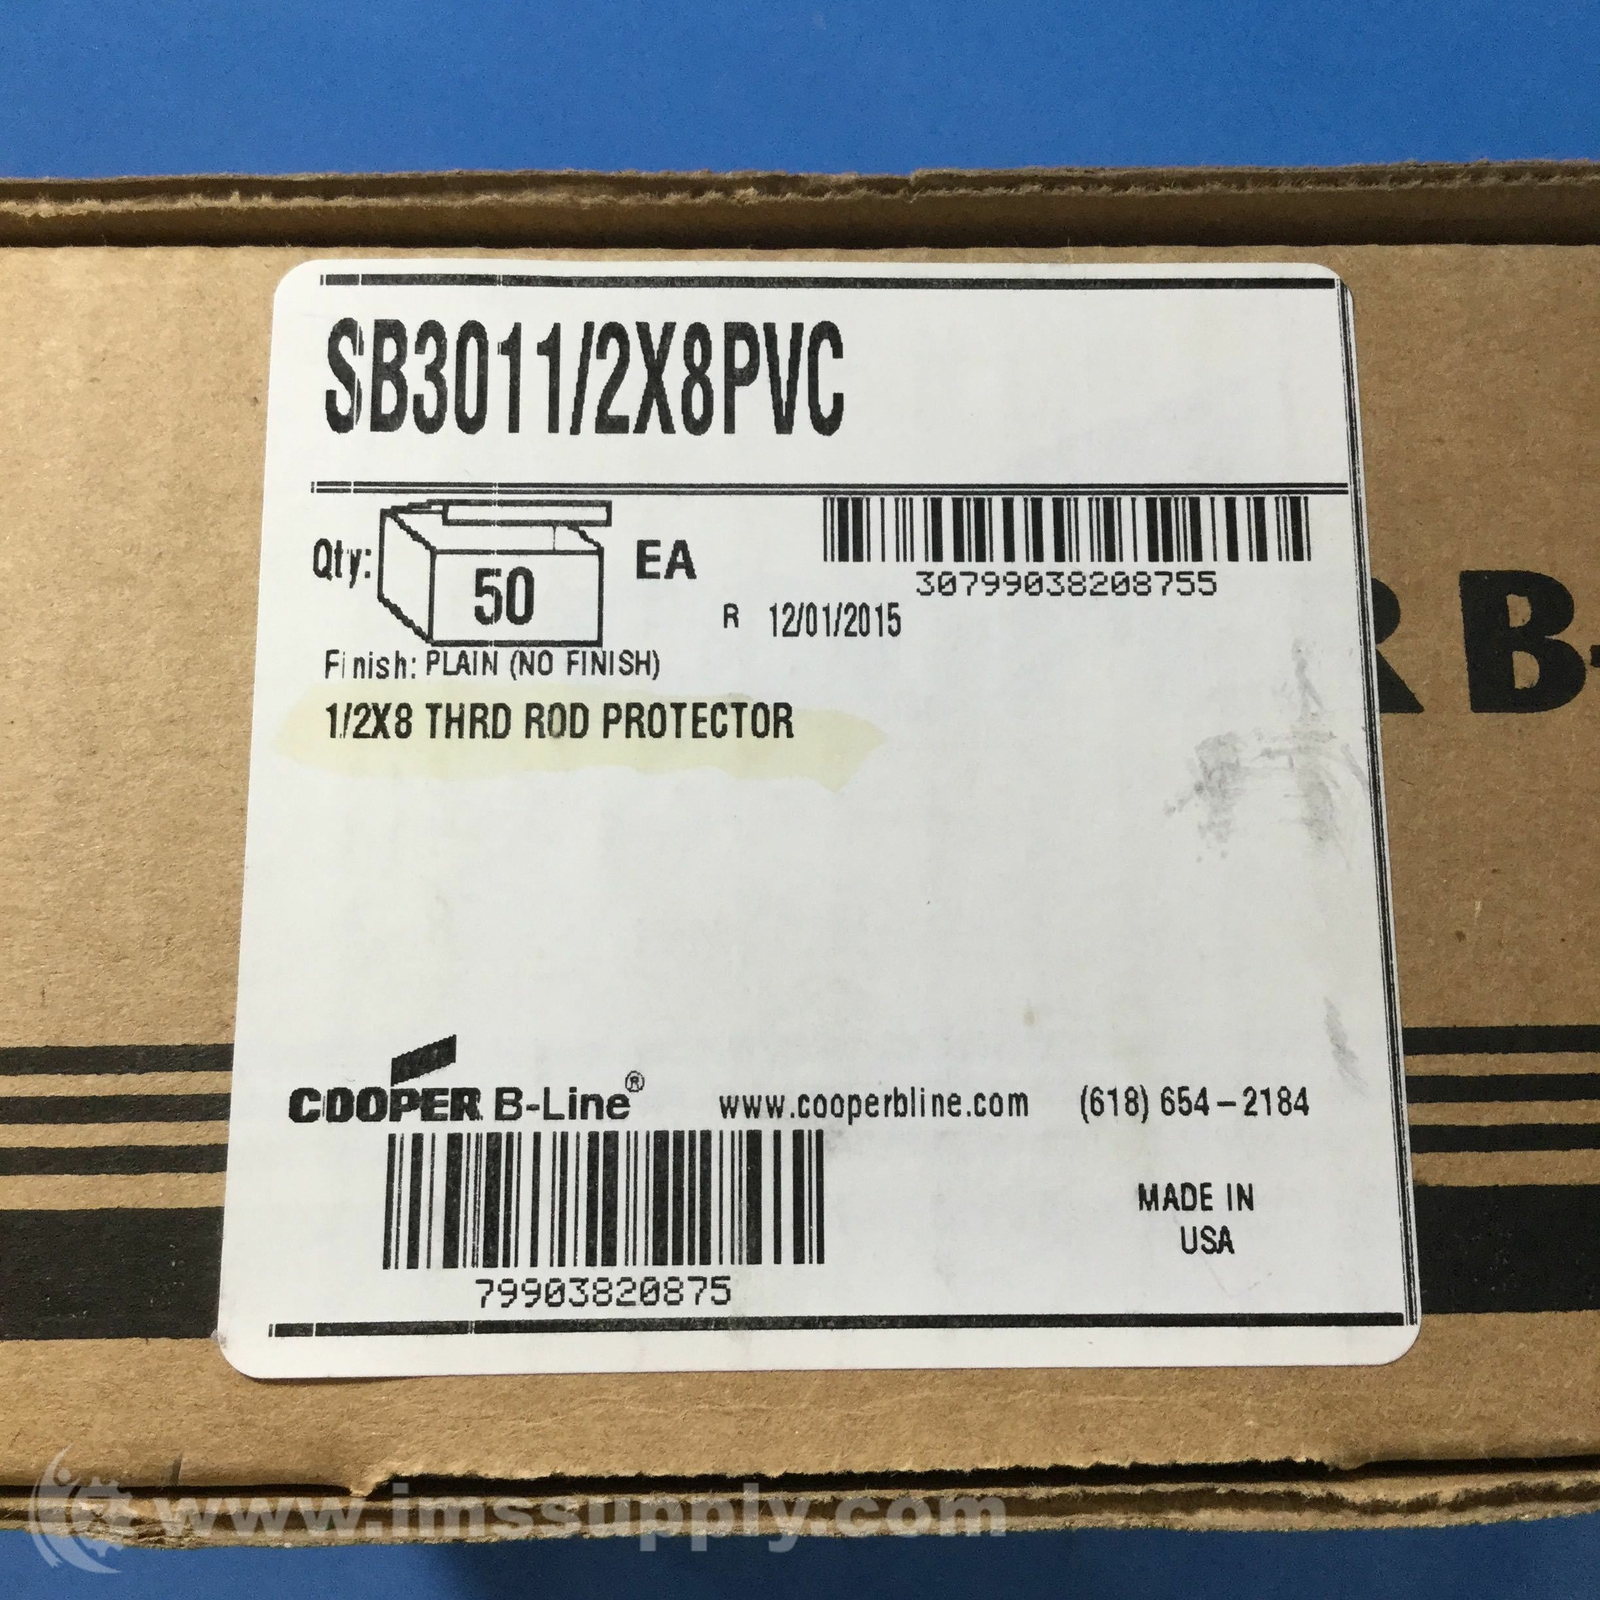 SB3011/2X8PVC
Qty: 50 EA
30799038208755
R 12/01/2015
Finish: PLAIN (NO FINISH)
1/2X8 THRD ROD PROTECTOR
R B-
COOPER B-Line® www.cooperbline.com (618) 654-2184
79903820875
MADE IN
USA
www.imssupply.com